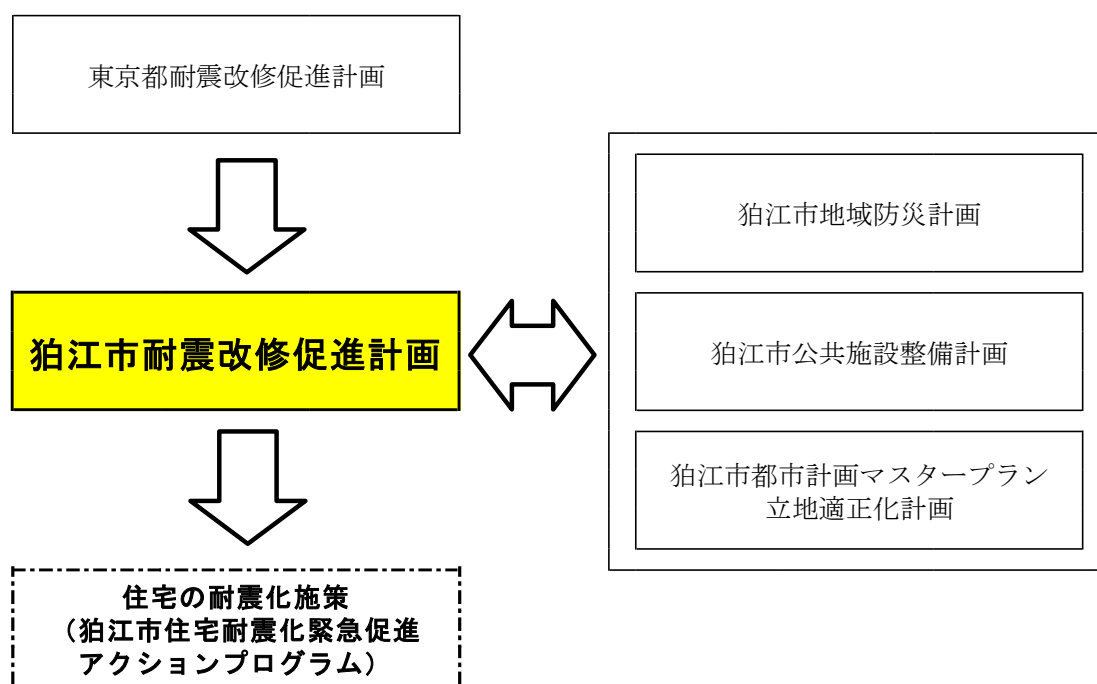 東京都耐震改修促進計画
狛江市耐震改修促進計画
住宅の耐震化施策
（狛江市住宅耐震化緊急促進
アクションプログラム）
狛江市地域防災計画
狛江市公共施設整備計画
狛江市都市計画マスタープラン
立地適正化計画